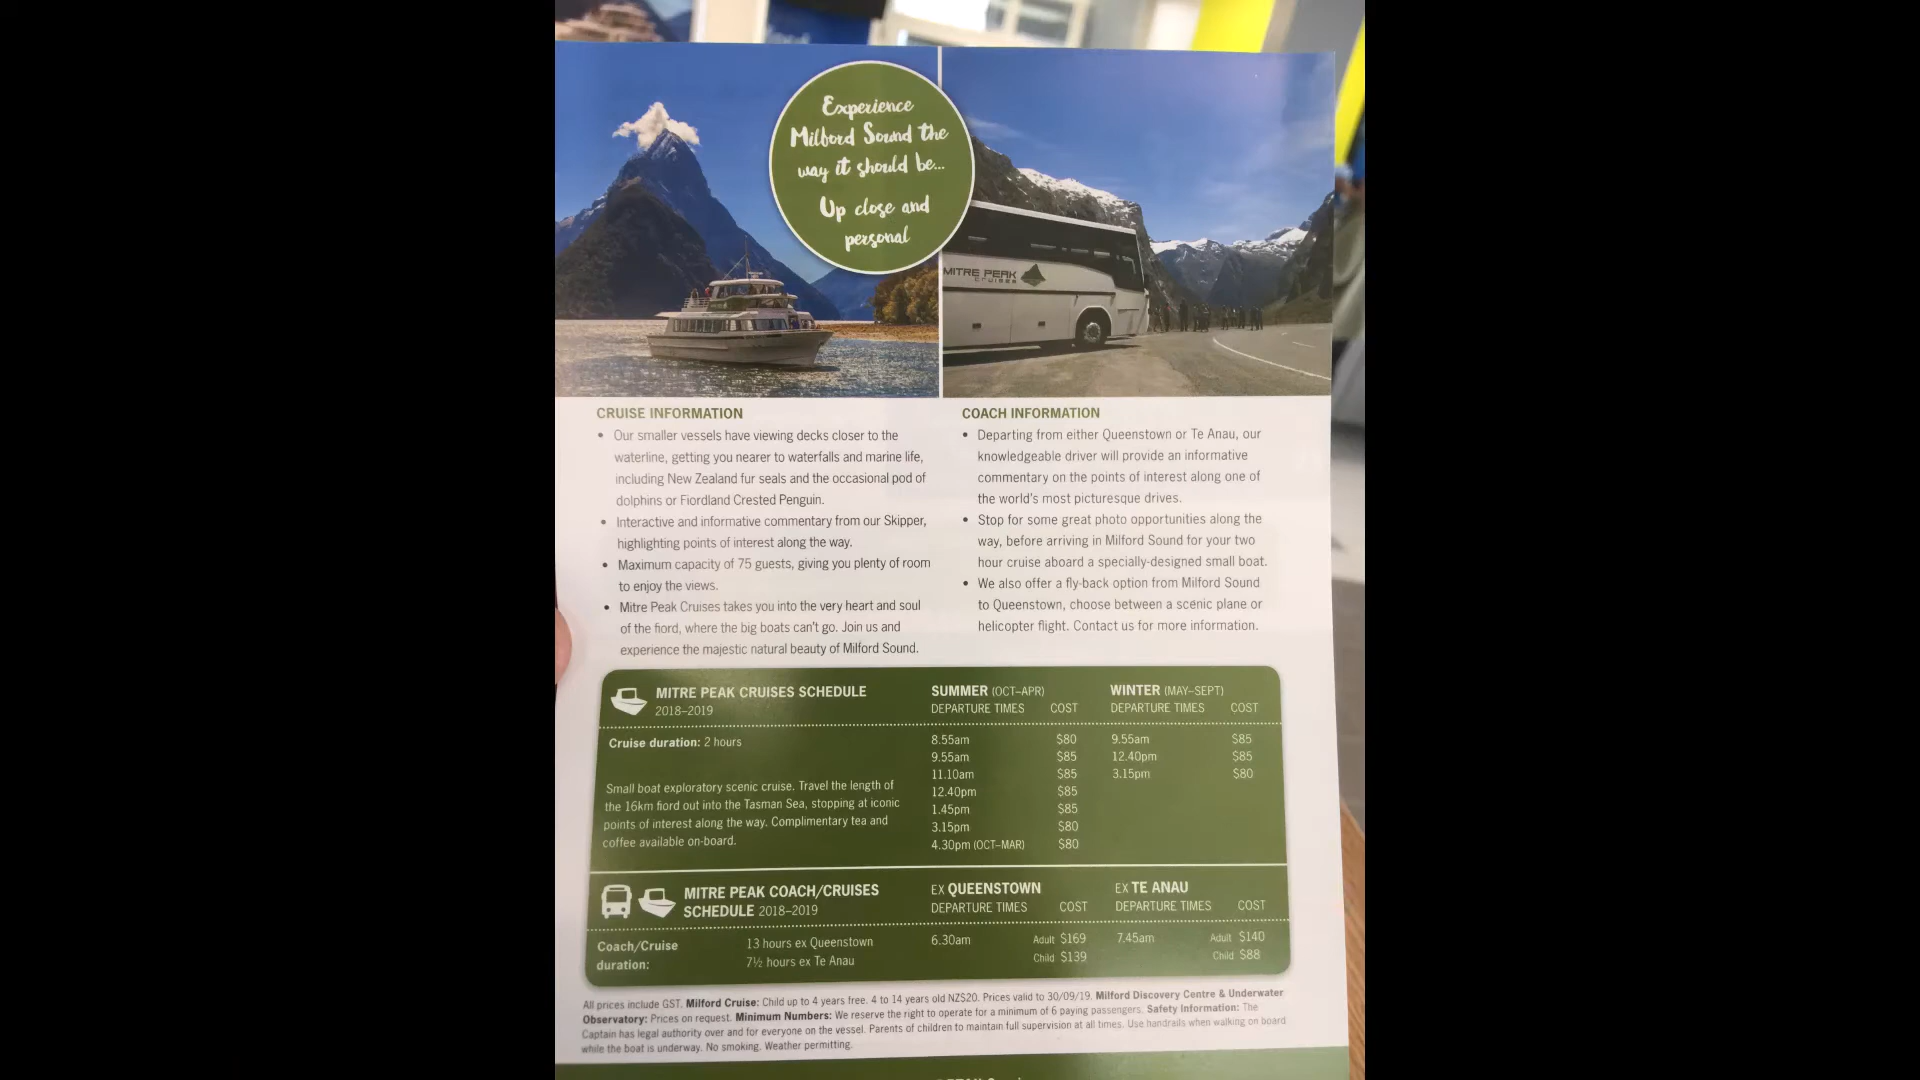 Experience
Milford Sound the
way it should be...
Up close and
personal
MITRE PEAK
CRUISES
CRUISE INFORMATION
• Our smaller vessels have viewing decks closer to the
waterline, getting you nearer to waterfalls and marine life,
including New Zealand fur seals and the occasional pod of
dolphins or Fiordland Crested Penguin.
• Interactive and informative commentary from our Skipper,
highlighting points of interest along the way.
• Maximum capacity of 75 guests, giving you plenty of room
to enjoy the views.
• Mitre Peak Cruises takes you into the very heart and soul
of the fiord, where the big boats can't go. Join us and
experience the majestic natural beauty of Milford Sound.
COACH INFORMATION
• Departing from either Queenstown or Te Anau, our
knowledgeable driver will provide an informative
commentary on the points of interest along one of
the world's most picturesque drives.
• Stop for some great photo opportunities along the
way, before arriving in Milford Sound for your two
hour cruise aboard a specially-designed small boat.
• We also offer a fly-back option from Milford Sound
to Queenstown, choose between a scenic plane or
helicopter flight. Contact us for more information.
MITRE PEAK CRUISES SCHEDULE
2018–2019
SUMMER (OCT–APR) WINTER (MAY–SEPT)
DEPARTURE TIMES COST DEPARTURE TIMES COST
Cruise duration: 2 hours
8.55am $80 9.55am $85
9.55am $85 12.40pm $85
11.10am $85 3.15pm $80
12.40pm $85
1.45pm $85
3.15pm $80
4.30pm (OCT–MAR) $80
Small boat exploratory scenic cruise. Travel the length of
the 16km fiord out into the Tasman Sea, stopping at iconic
points of interest along the way. Complimentary tea and
coffee available on-board.
MITRE PEAK COACH/CRUISES
SCHEDULE 2018–2019
EX QUEENSTOWN EX TE ANAU
DEPARTURE TIMES COST DEPARTURE TIMES COST
Coach/Cruise
duration:
13 hours ex Queenstown
7½ hours ex Te Anau
6.30am Adult $169 7.45am Adult $140
Child $139 Child $88
All prices include GST. Milford Cruise: Child up to 4 years free. 4 to 14 years old NZ$20. Prices valid to 30/09/19. Milford Discovery Centre & Underwater
Observatory: Prices on request. Minimum Numbers: We reserve the right to operate for a minimum of 6 paying passengers. Safety Information: The
Captain has legal authority over and for everyone on the vessel. Parents of children to maintain full supervision at all times. Use handrails when walking on board
while the boat is underway. No smoking. Weather permitting.